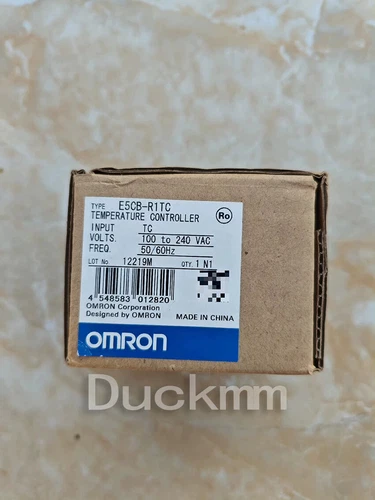 TYPE E5CB-R1TC
TEMPERATURE CONTROLLER
Ro
INPUT TC
VOLTS. 100 to 240 VAC
FREQ. 50/60Hz
LOT No. 12219M QTY. 1 N1
4 548583 012820
OMRON Corporation
Designed by OMRON MADE IN CHINA
OMRON
Duckmm